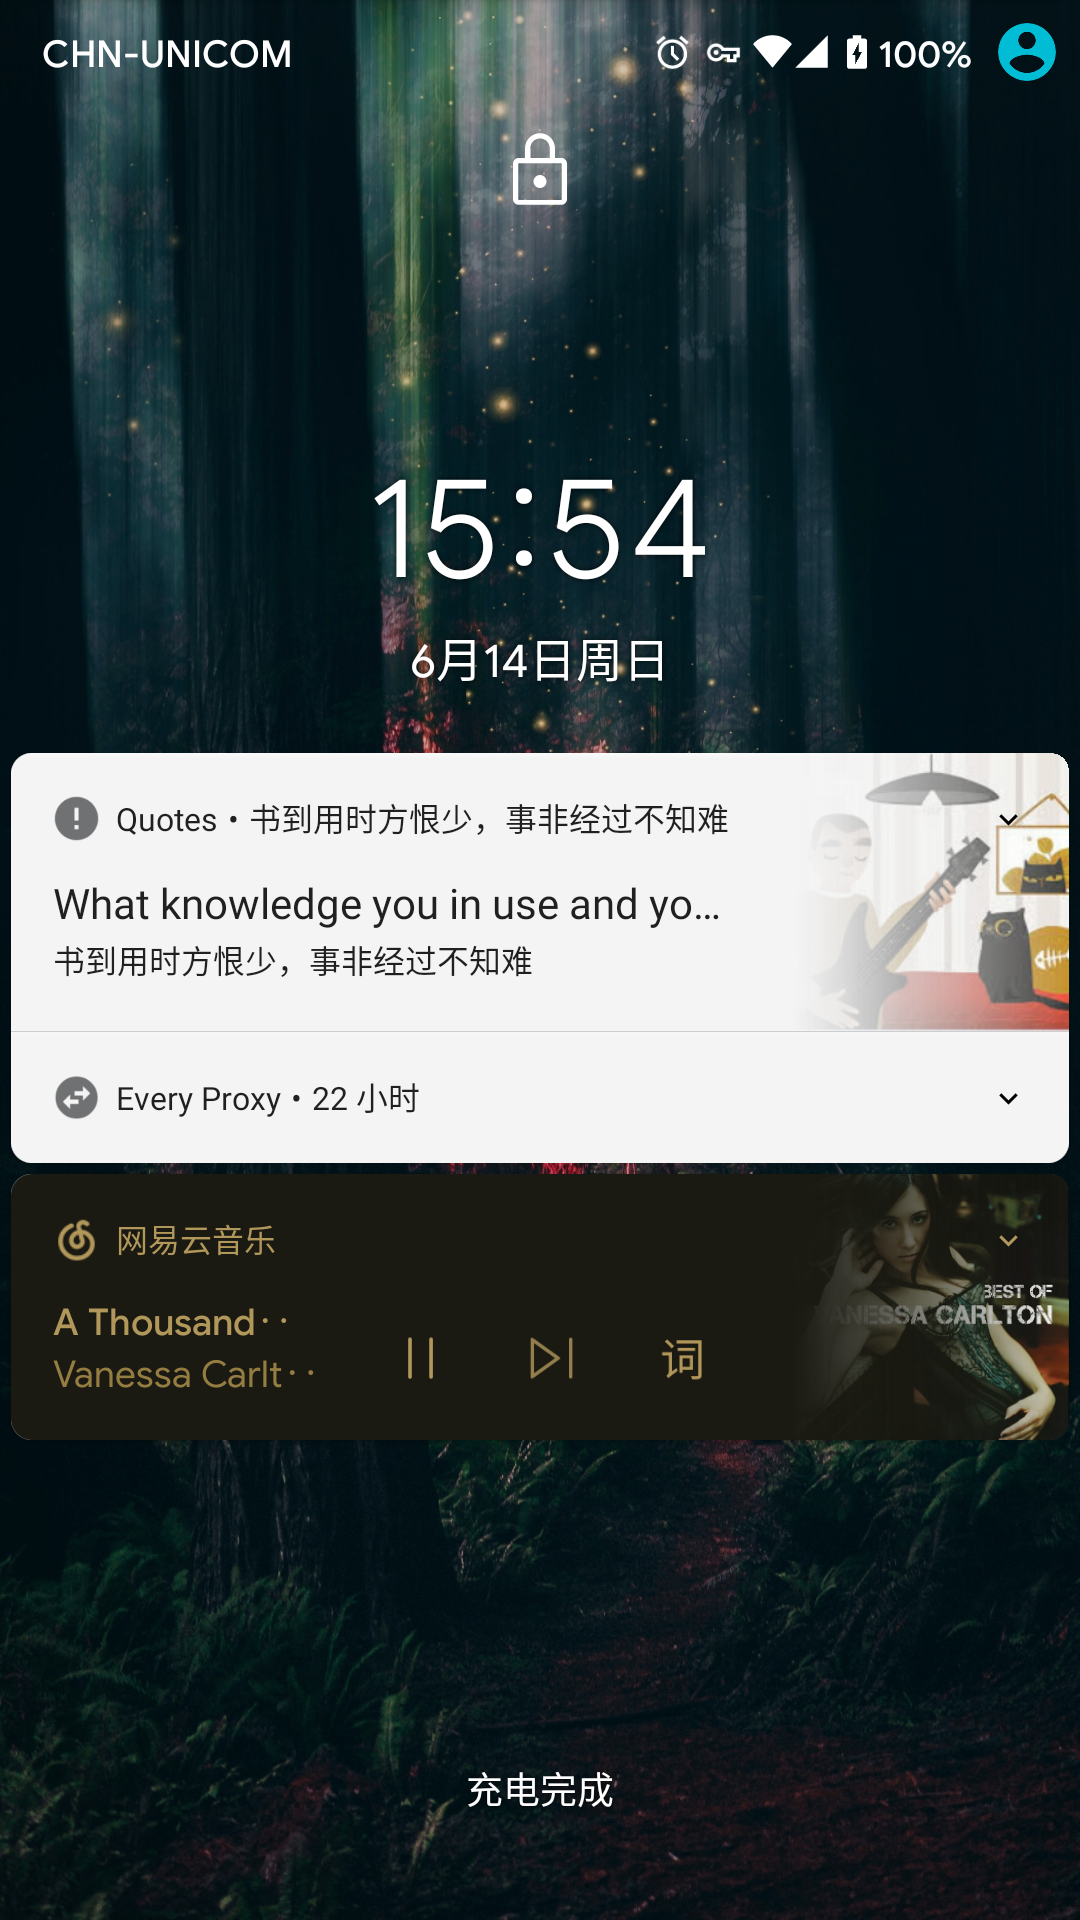 CHN-UNICOM 100%
15:54
6月14日周日
Quotes • 书到用时方恨少，事非经过不知难
What knowledge you in use and yo...
书到用时方恨少，事非经过不知难
Every Proxy • 22 小时
网易云音乐
A Thousand··
Vanessa Carlt··
词
BEST OF
VANESSA CARLTON
充电完成